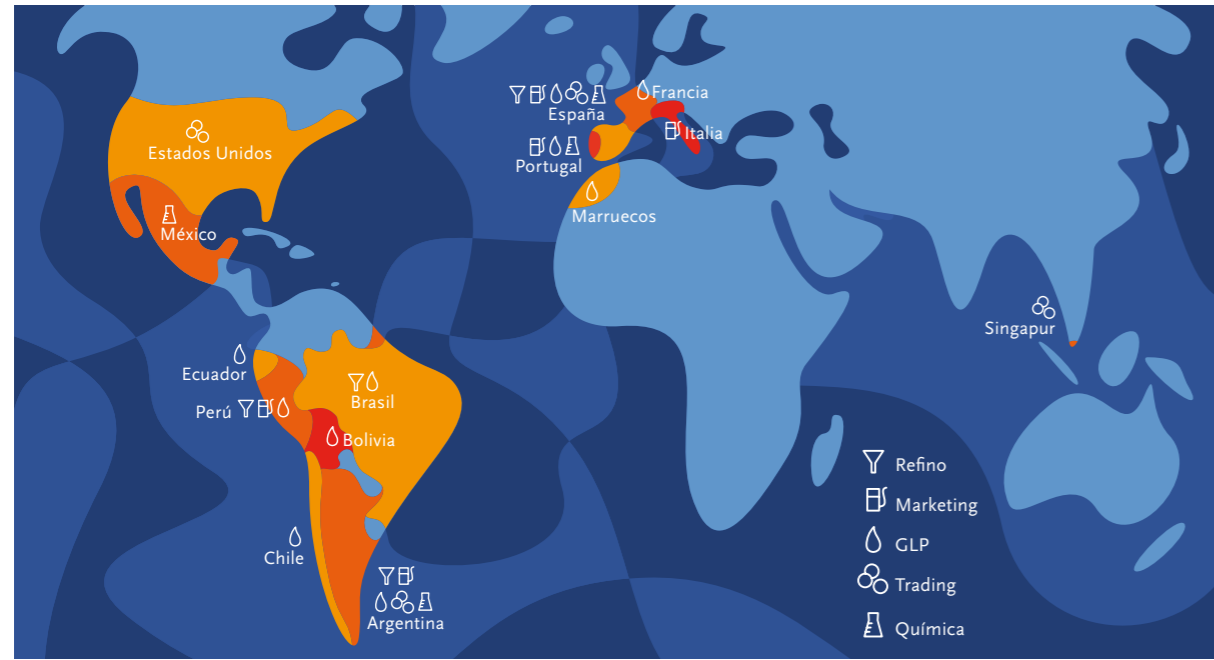 Francia
España
Italia
Estados Unidos
Portugal
Marruecos
México
Singapur
Ecuador
Brasil
Perú
Bolivia
Refino
Marketing
GLP
Chile
Trading
Argentina
Química